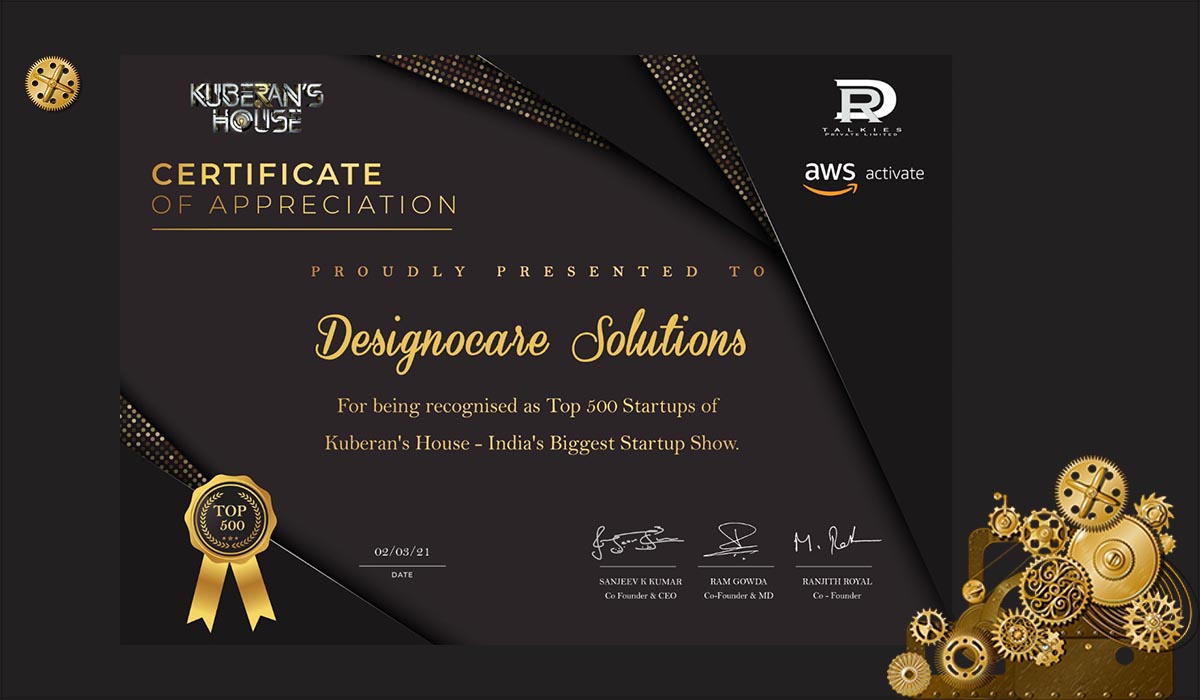 KUBERAN'S
HOUSE
R
TALKIES
PRIVATE LIMITED
aws activate
CERTIFICATE
OF APPRECIATION
PROUDLY PRESENTED TO
Designocare Solutions
For being recognised as Top 500 Startups of
Kuberan's House - India's Biggest Startup Show.
TOP
500
02/03/21
DATE
M. Rat
SANJEEV K KUMAR
Co Founder & CEO
RAM GOWDA
Co-Founder & MD
RANJITH ROYAL
Co - Founder